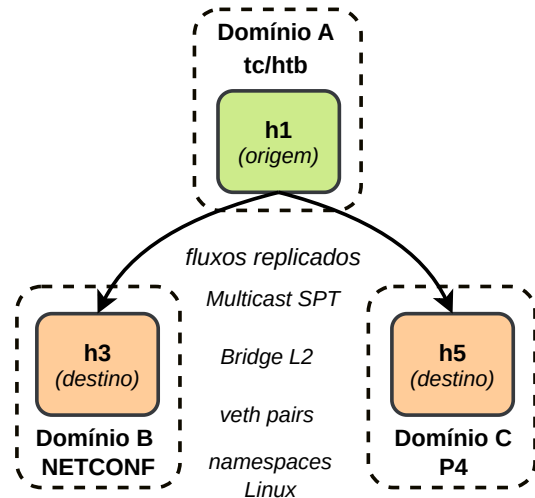 Domínio A
tc/htb
h1
(origem)
fluxos replicados
Multicast SPT
h3
(destino)
Bridge L2
h5
(destino)
veth pairs
Domínio B
NETCONF
namespaces
Linux
Domínio C
P4